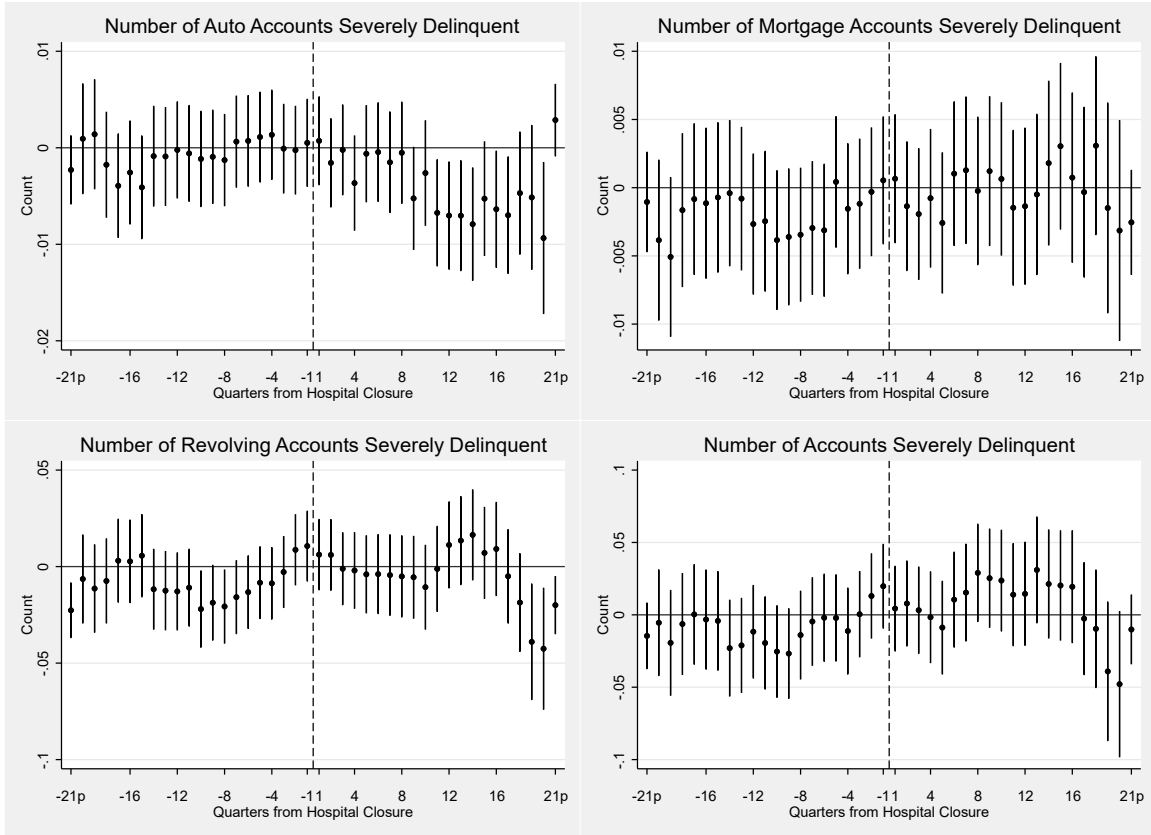 Number of Auto Accounts Severely Delinquent
.01
0
-.01
-.02
Count
-21p -16 -12 -8 -4 -11 4 8 12 16 21p
Quarters from Hospital Closure
Number of Mortgage Accounts Severely Delinquent
.01
.005
0
-.005
-.01
Count
-21p -16 -12 -8 -4 -11 4 8 12 16 21p
Quarters from Hospital Closure
Number of Revolving Accounts Severely Delinquent
.05
0
-.05
-.1
Count
-21p -16 -12 -8 -4 -11 4 8 12 16 21p
Quarters from Hospital Closure
Number of Accounts Severely Delinquent
.1
.05
0
-.05
-.1
Count
-21p -16 -12 -8 -4 -11 4 8 12 16 21p
Quarters from Hospital Closure